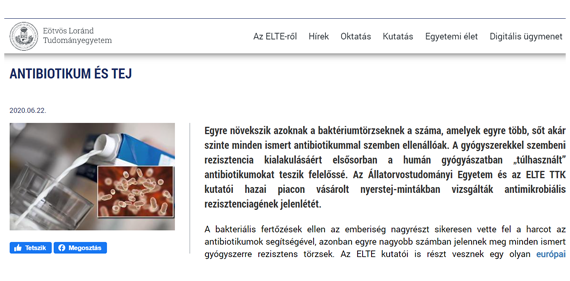 Eötvös Loránd
Tudományegyetem
Az ELTE-ről Hírek Oktatás Kutatás Egyetemi élet Digitális ügymenet
ANTIBIOTIKUM ÉS TEJ
2020.06.22.
Tetszik Megosztás
Egyre növekszik azoknak a baktériumtörzseknek a száma, amelyek egyre több, sőt akár
szinte minden ismert antibiotikummal szemben ellenállóak. A gyógyszerekkel szembeni
rezisztencia kialakulásáért elsősorban a humán gyógyászatban „túlhasznált”
antibiotikumokat teszik felelőssé. Az Állatorvostudományi Egyetem és az ELTE TTK
kutatói hazai piacon vásárolt nyerstej-mintákban vizsgálták antimikrobiális
rezisztenciagének jelenlétét.
A bakteriális fertőzések ellen az emberiség nagyrészt sikeresen vette fel a harcot az
antibiotikumok segítségével, azonban egyre nagyobb számban jelennek meg minden ismert
gyógyszerre rezisztens törzsek. Az ELTE kutatói is részt vesznek egy olyan európai